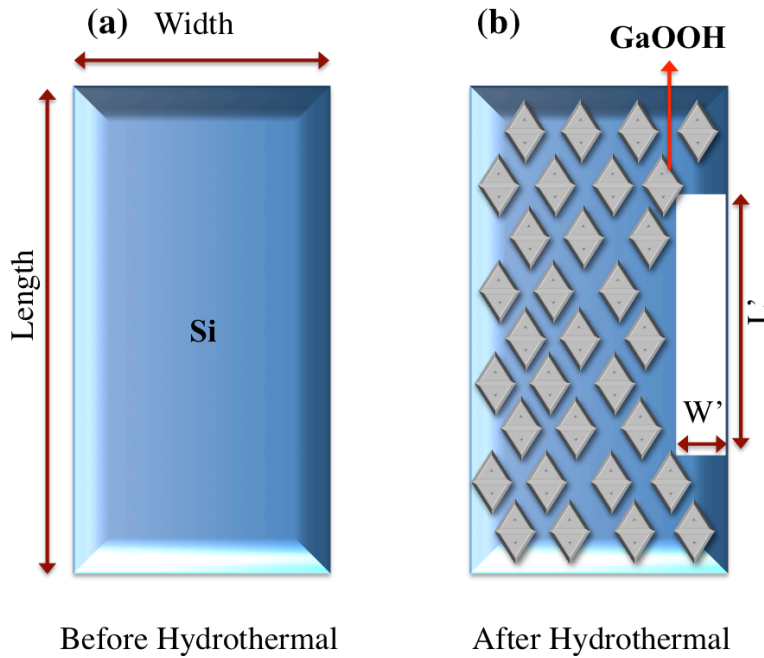 (a)
Width
Length
Si
Before Hydrothermal
(b)
GaOOH
W’
After Hydrothermal